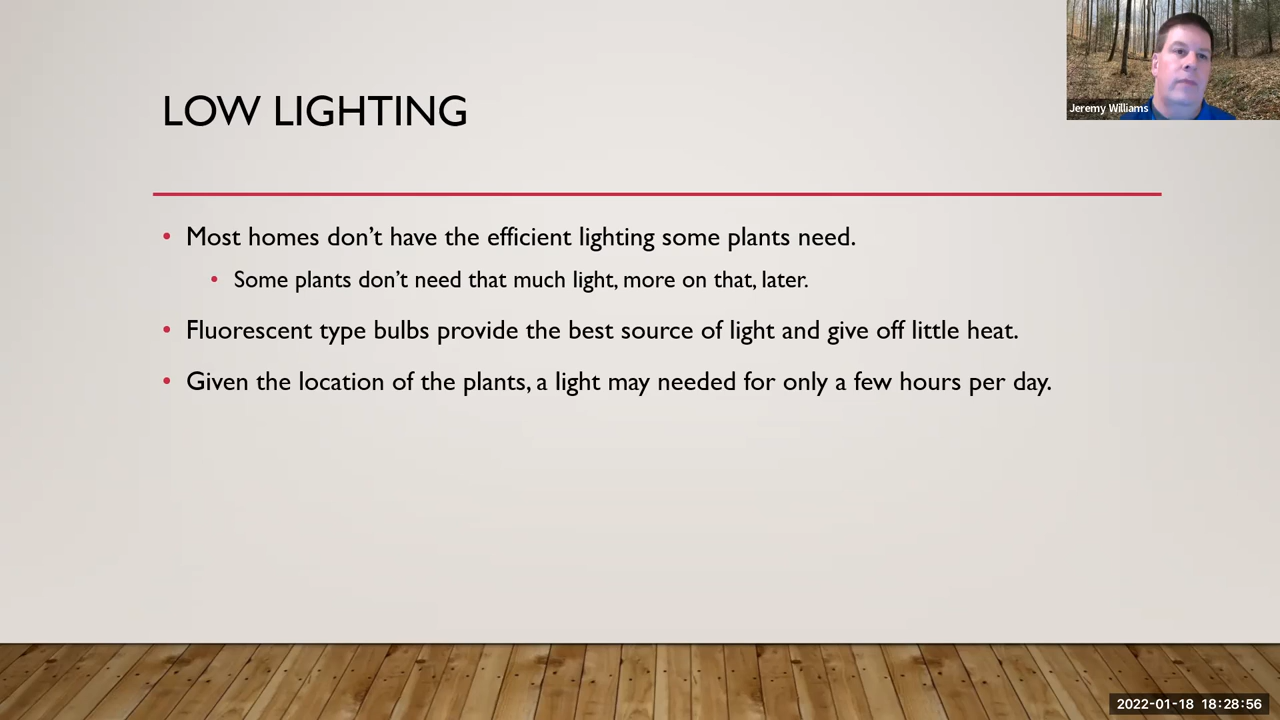 LOW LIGHTING
Jeremy Williams
• Most homes don’t have the efficient lighting some plants need.
• Some plants don’t need that much light, more on that, later.
• Fluorescent type bulbs provide the best source of light and give off little heat.
• Given the location of the plants, a light may needed for only a few hours per day.
2022-01-18 18:28:56